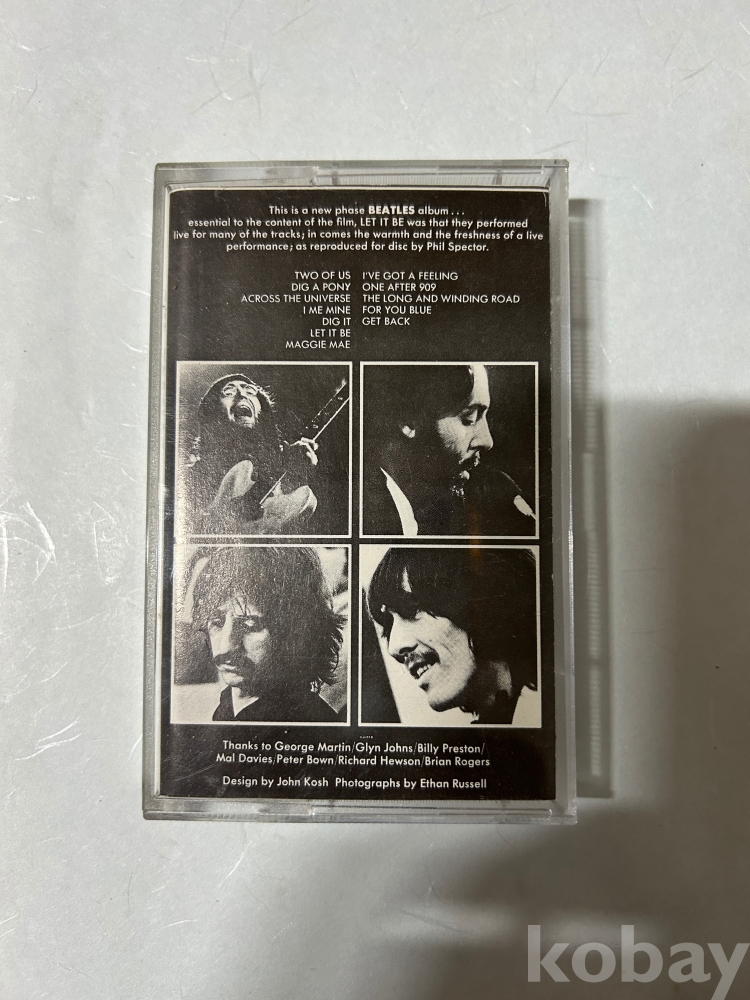 This is a new phase BEATLES album . . .
essential to the content of the film, LET IT BE was that they performed
live for many of the tracks; in comes the warmth and the freshness of a live
performance; as reproduced for disc by Phil Spector.
TWO OF US
DIG A PONY
ACROSS THE UNIVERSE
I ME MINE
DIG IT
LET IT BE
MAGGIE MAE
I'VE GOT A FEELING
ONE AFTER 909
THE LONG AND WINDING ROAD
FOR YOU BLUE
GET BACK
Thanks to George Martin/Glyn Johns/Billy Preston/
Mal Davies/Peter Bown/Richard Hewson/Brian Rogers
Design by John Kosh Photographs by Ethan Russell
kobay